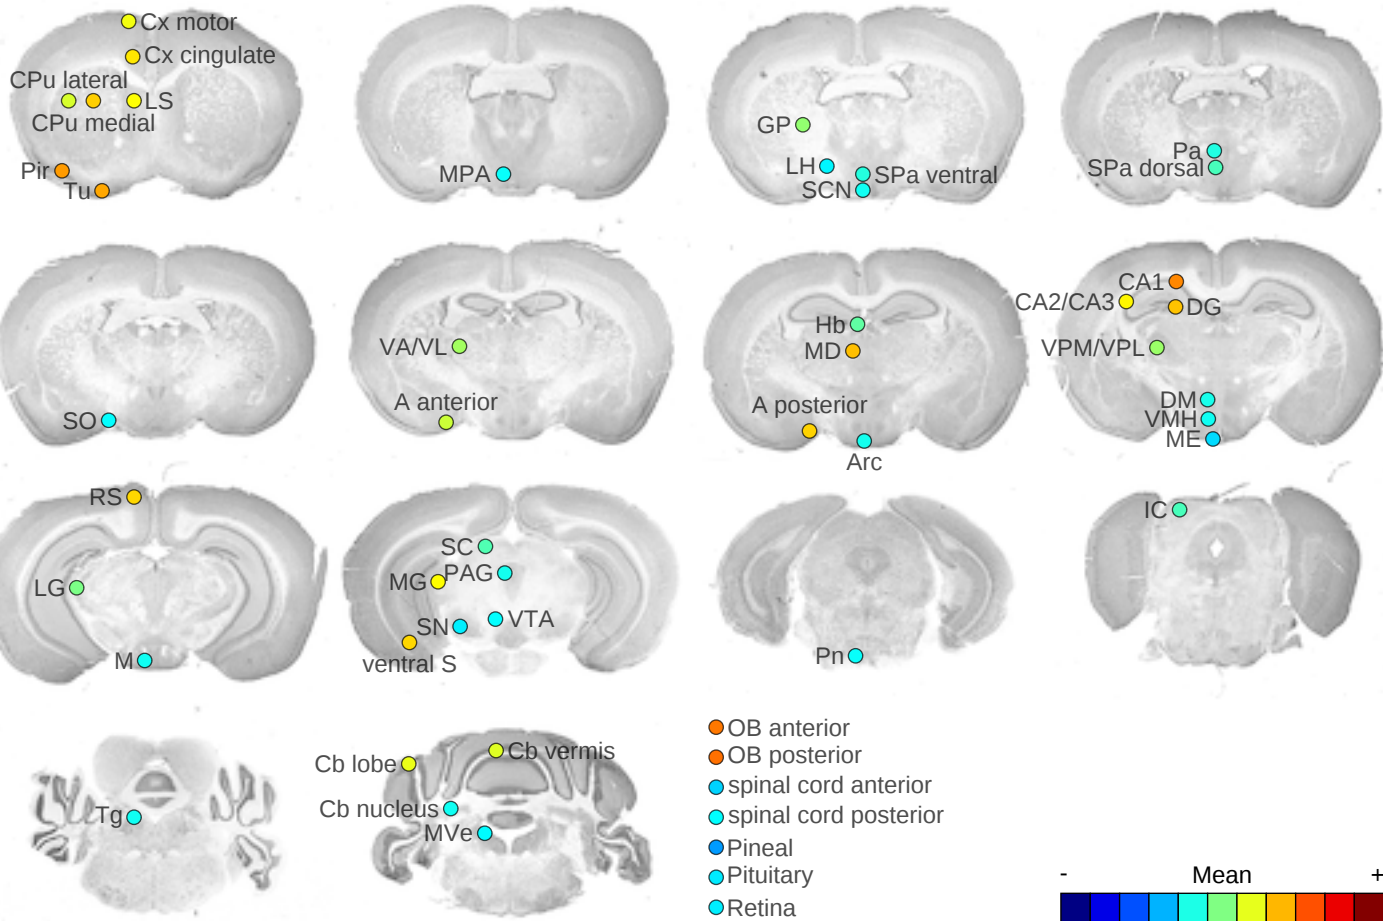 Cx motor
Cx cingulate
CPu lateral
LS
CPu medial
Pir
Tu
MPA
GP
LH
SPa ventral
SCN
Pa
SPa dorsal
SO
VA/VL
A anterior
Hb
MD
A posterior
Arc
CA1
CA2/CA3
DG
VPM/VPL
DM
VMH
ME
RS
LG
M
SC
MG
PAG
SN
VTA
ventral S
Pn
IC
Tg
Cb lobe
Cb vermis
Cb nucleus
MVe
OB anterior
OB posterior
spinal cord anterior
spinal cord posterior
Pineal
Pituitary
Retina
- Mean +